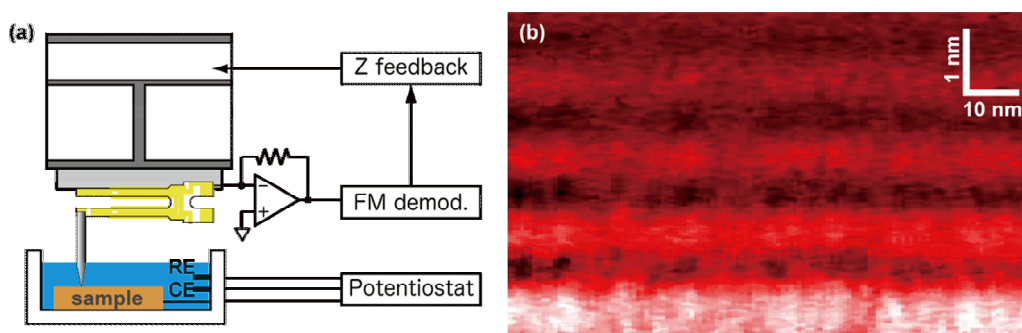 (a)
Z feedback
FM demod.
RE
CE
sample
Potentiostat
(b)
1 nm
10 nm